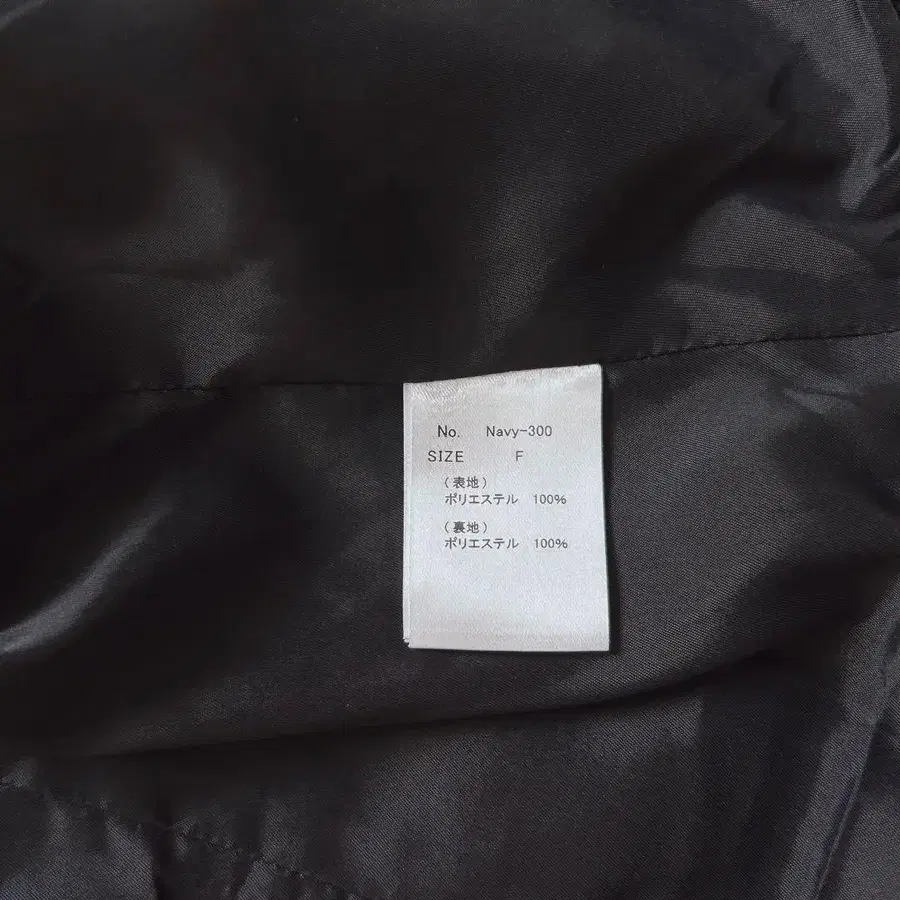 No. Navy-300
SIZE F
(表地)
ポリエステル 100%
(裏地)
ポリエステル 100%